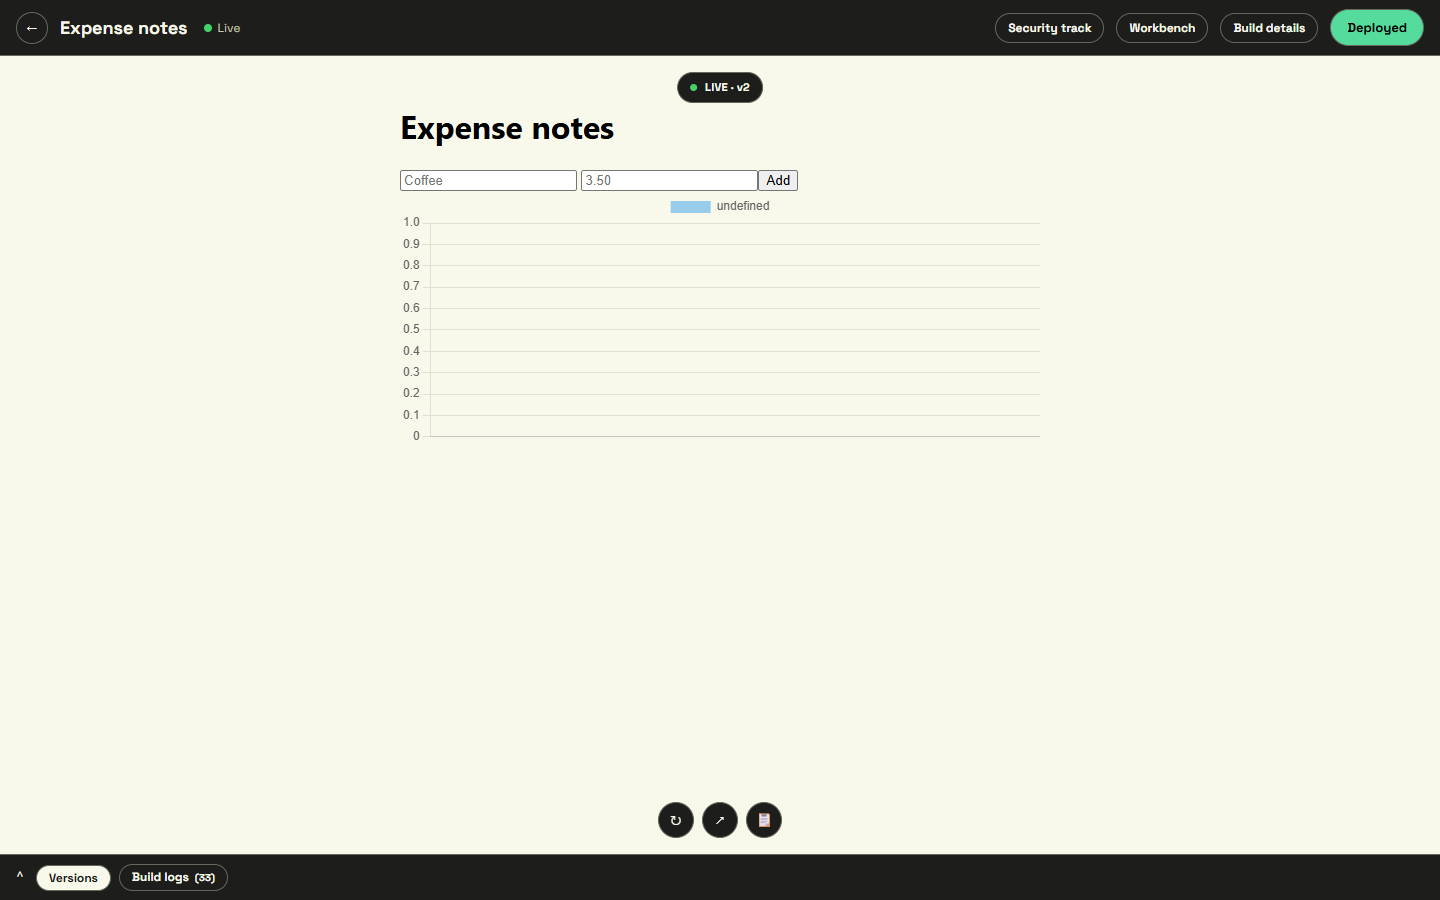 ← Expense notes Live Security track Workbench Build details Deployed
LIVE · v2
Expense notes
Coffee 3.50 Add
undefined
1.0
0.9
0.8
0.7
0.6
0.5
0.4
0.3
0.2
0.1
0
↻ ↗
^ Versions Build logs (33)